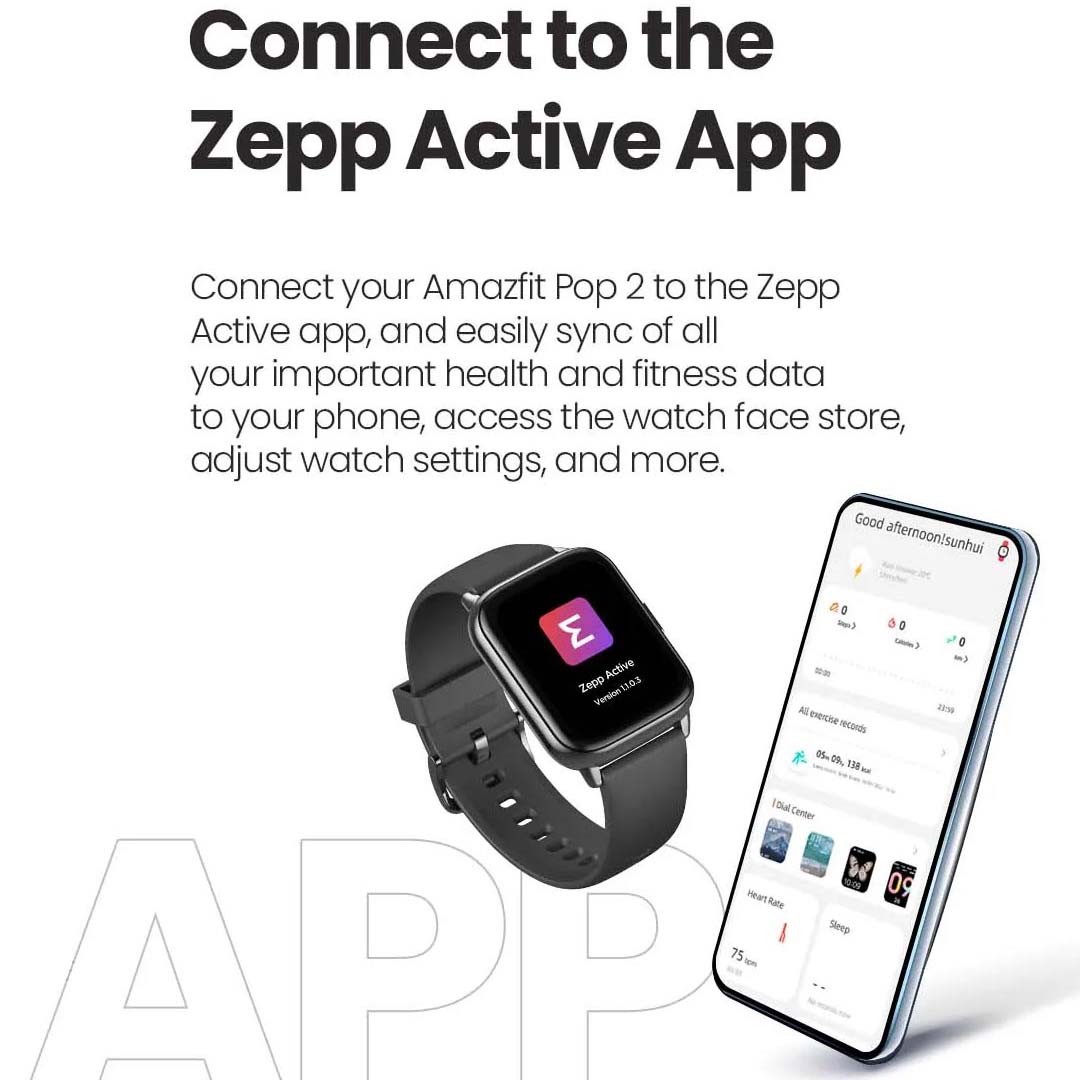 Connect to the
Zepp Active App
Connect your Amazfit Pop 2 to the Zepp
Active app, and easily sync of all
your important health and fitness data
to your phone, access the watch face store,
adjust watch settings, and more.
Zepp Active
Version 1.1.0.3
Good afternoon!sunhui
0 0 0
Steps > Calories > km >
00:00
23:59
All exercise records >
05m 09s, 138 kcal
Dial Center >
10:09
09
Heart Rate
75 bpm
Sleep
--
APP